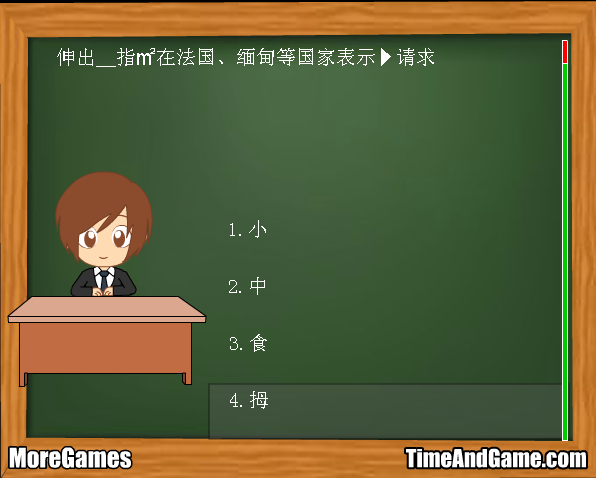 伸出__指㎡在法国、缅甸等国家表示▶请求
1.小
2.中
3.食
4.拇
MoreGames
TimeAndGame.com